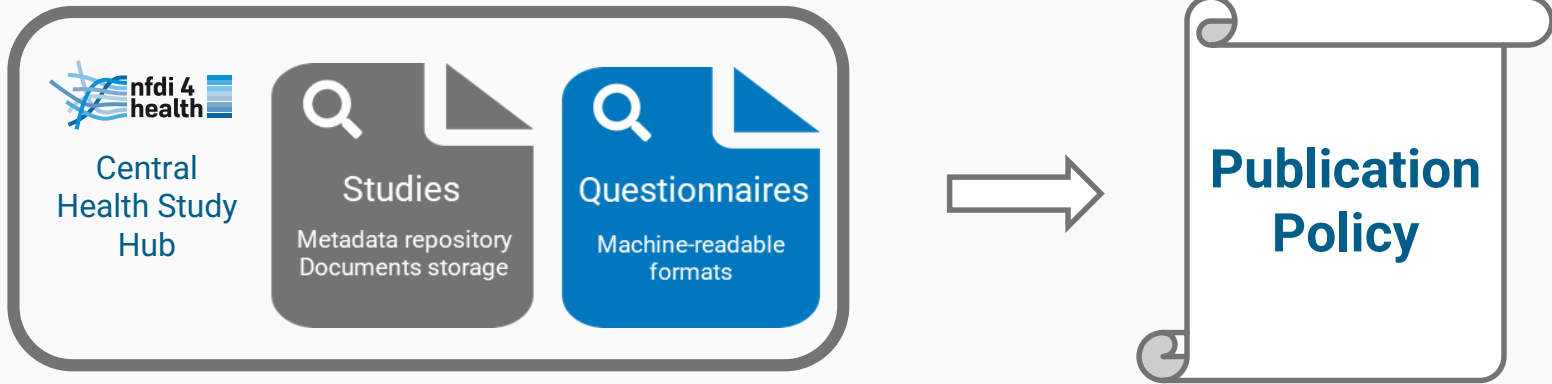 nfdi 4
health
Central
Health Study
Hub
Studies
Metadata repository
Documents storage
Questionnaires
Machine-readable
formats
Publication
Policy